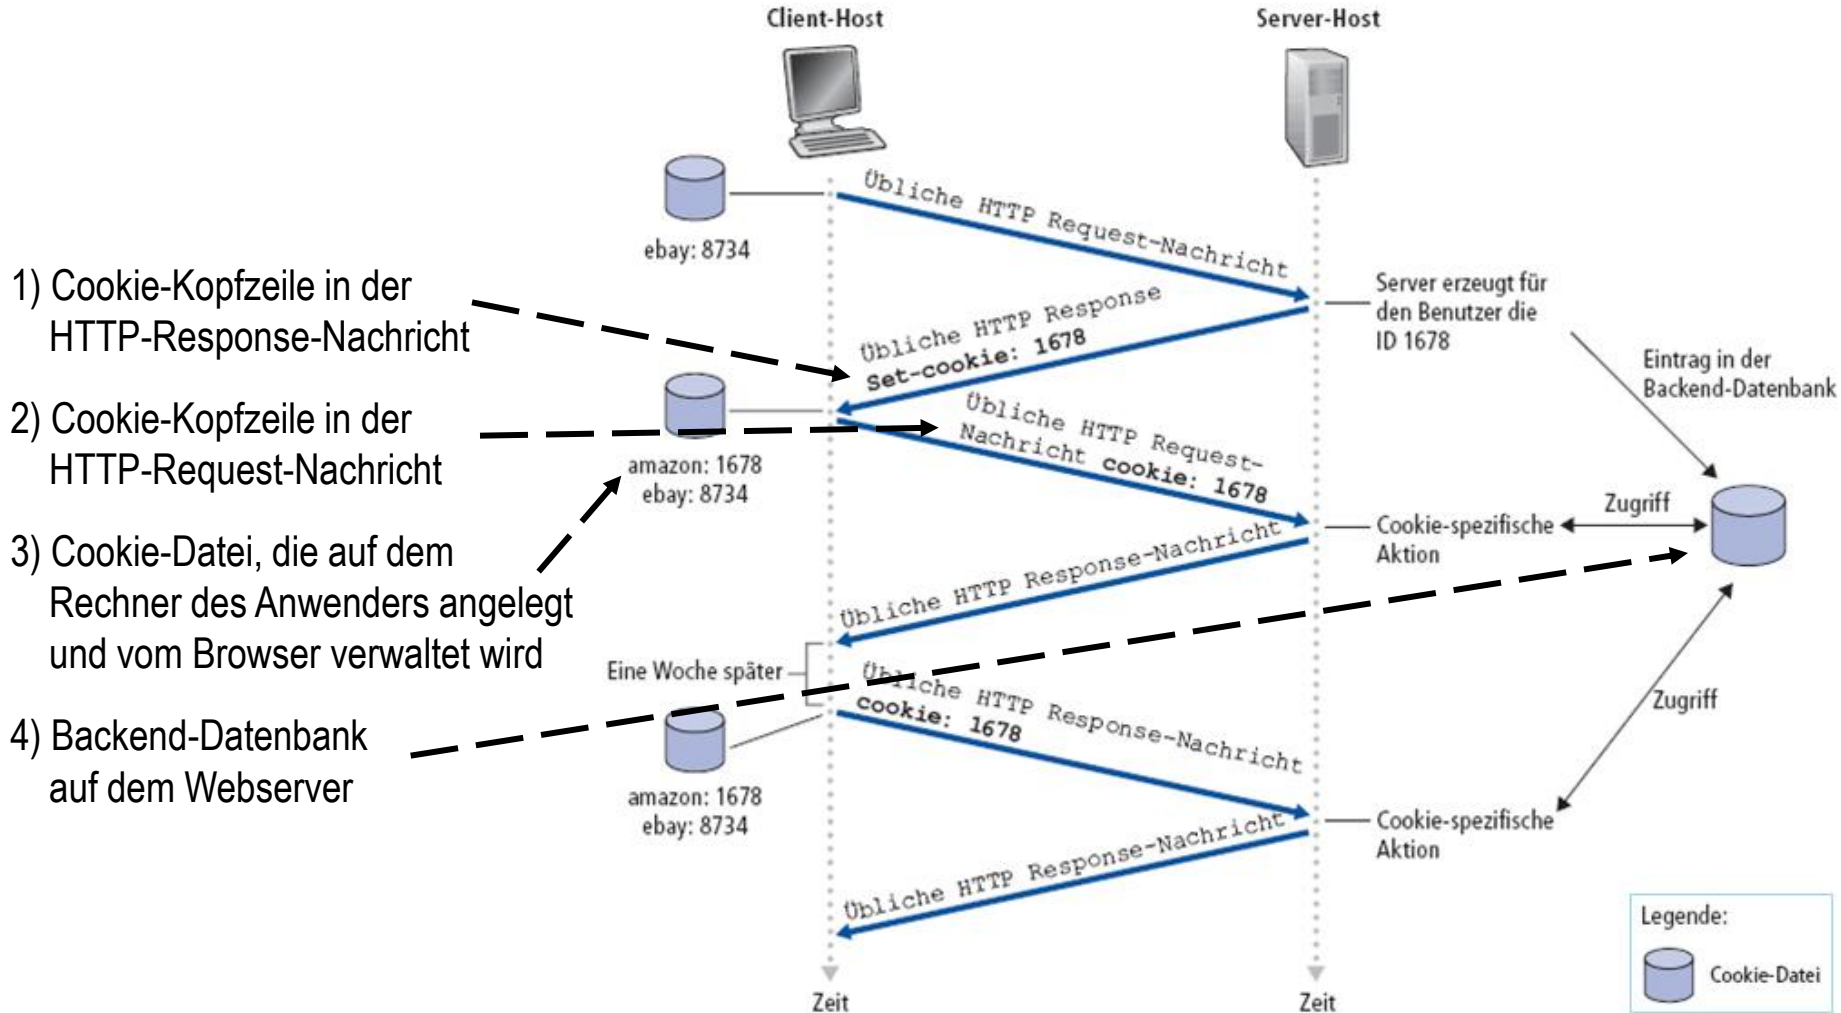 Client-Host
Server-Host
1) Cookie-Kopfzeile in der
HTTP-Response-Nachricht
2) Cookie-Kopfzeile in der
HTTP-Request-Nachricht
3) Cookie-Datei, die auf dem
Rechner des Anwenders angelegt
und vom Browser verwaltet wird
4) Backend-Datenbank
auf dem Webserver
ebay: 8734
Übliche HTTP Request-Nachricht
Server erzeugt für
den Benutzer die
ID 1678
Eintrag in der
Backend-Datenbank
Übliche HTTP Response
Set-cookie: 1678
amazon: 1678
ebay: 8734
Übliche HTTP Request-
Nachricht cookie: 1678
Cookie-spezifische
Aktion
Zugriff
Übliche HTTP Response-Nachricht
Eine Woche später
Übliche HTTP Response-Nachricht
cookie: 1678
Zugriff
amazon: 1678
ebay: 8734
Cookie-spezifische
Aktion
Übliche HTTP Response-Nachricht
Zeit
Zeit
Legende:
Cookie-Datei